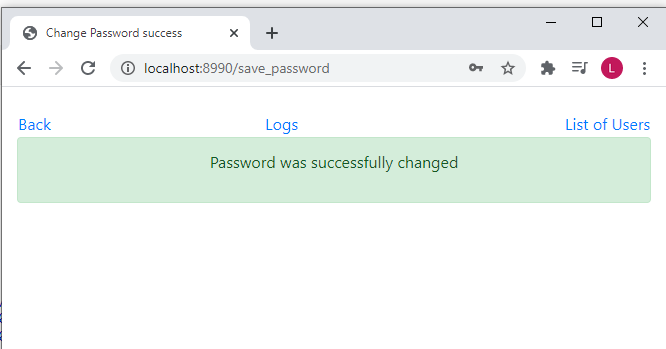 Change Password success
localhost:8990/save_password
L
Back Logs List of Users
Password was successfully changed